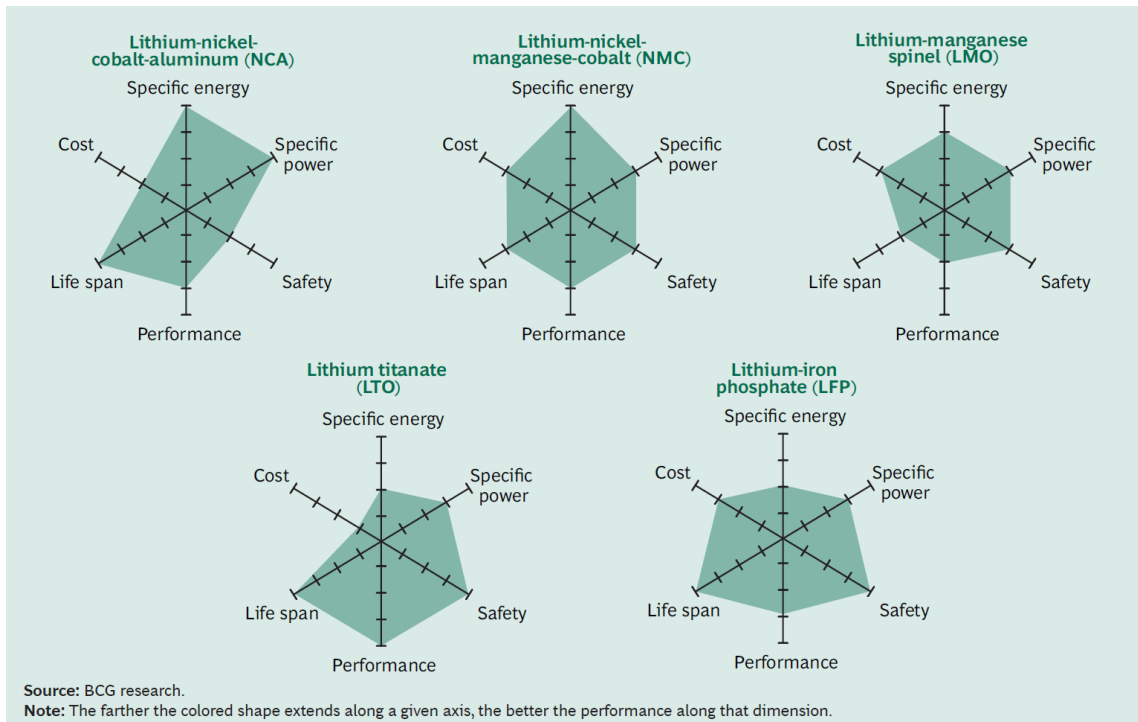 Lithium-nickel-
cobalt-aluminum (NCA)
Specific energy
Cost
Specific
power
Life span
Safety
Performance
Lithium-nickel-
manganese-cobalt (NMC)
Specific energy
Cost
Specific
power
Life span
Safety
Performance
Lithium-manganese
spinel (LMO)
Specific energy
Cost
Specific
power
Life span
Safety
Performance
Lithium titanate
(LTO)
Specific energy
Cost
Specific
power
Life span
Safety
Performance
Lithium-iron
phosphate (LFP)
Specific energy
Cost
Specific
power
Life span
Safety
Performance
Source: BCG research.
Note: The farther the colored shape extends along a given axis, the better the performance along that dimension.